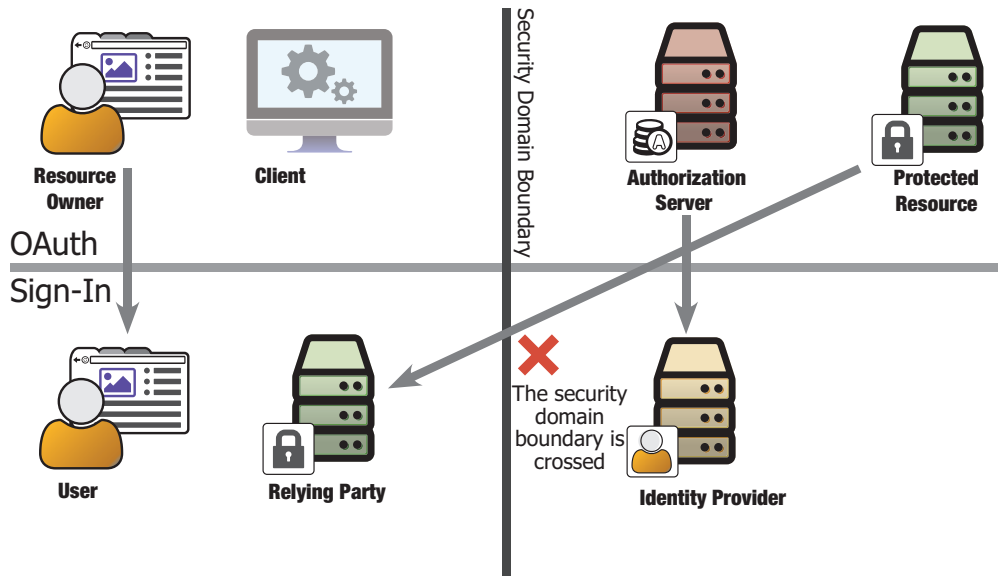 Security Domain Boundary
Resource
Owner
Client
Authorization
Server
A
Protected
Resource
OAuth
Sign-In
The security
domain
boundary is
crossed
User
Relying Party
Identity Provider